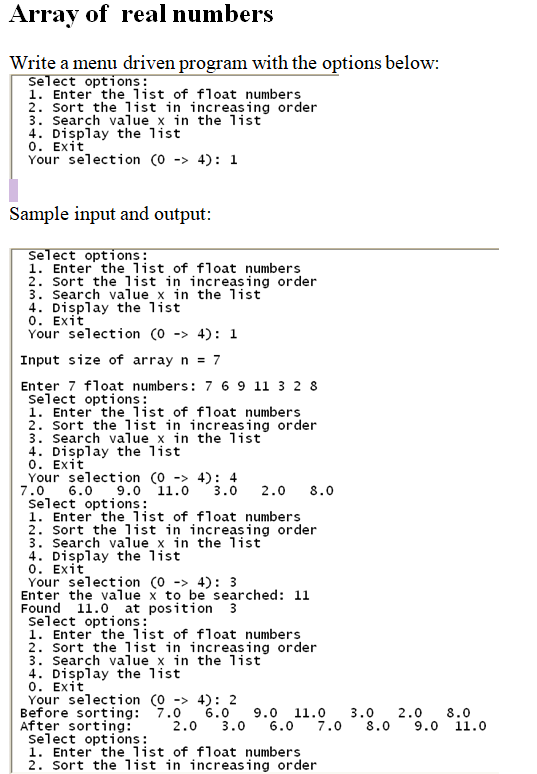 Array of real numbers
Write a menu driven program with the options below:
Select options:
1. Enter the list of float numbers
2. Sort the list in increasing order
3. Search value x in the list
4. Display the list
0. Exit
Your selection (0 -> 4): 1
Sample input and output:
Select options:
1. Enter the list of float numbers
2. Sort the list in increasing order
3. Search value x in the list
4. Display the list
0. Exit
Your selection (0 -> 4): 1
Input size of array n = 7
Enter 7 float numbers: 7 6 9 11 3 2 8
Select options:
1. Enter the list of float numbers
2. Sort the list in increasing order
3. Search value x in the list
4. Display the list
0. Exit
Your selection (0 -> 4): 4
7.0 6.0 9.0 11.0 3.0 2.0 8.0
Select options:
1. Enter the list of float numbers
2. Sort the list in increasing order
3. Search value x in the list
4. Display the list
0. Exit
Your selection (0 -> 4): 3
Enter the value x to be searched: 11
Found 11.0 at position 3
Select options:
1. Enter the list of float numbers
2. Sort the list in increasing order
3. Search value x in the list
4. Display the list
0. Exit
Your selection (0 -> 4): 2
Before sorting: 7.0 6.0 9.0 11.0 3.0 2.0 8.0
After sorting: 2.0 3.0 6.0 7.0 8.0 9.0 11.0
Select options:
1. Enter the list of float numbers
2. Sort the list in increasing order